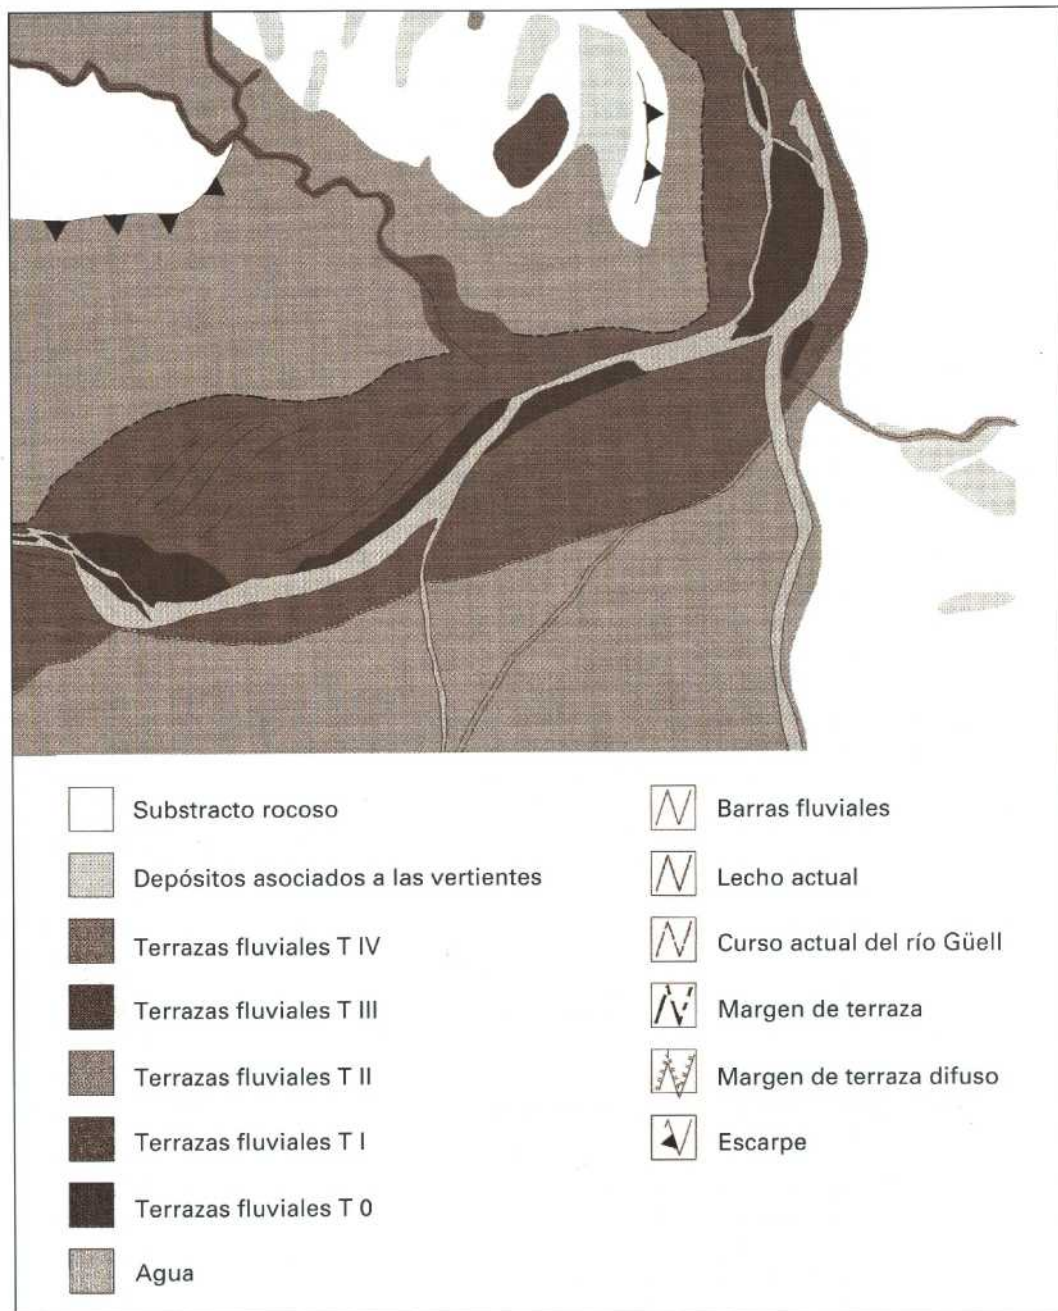 Substracto rocoso
Depósitos asociados a las vertientes
Terrazas fluviales T IV
Terrazas fluviales T III
Terrazas fluviales T II
Terrazas fluviales T I
Terrazas fluviales T 0
Agua
Barras fluviales
Lecho actual
Curso actual del río Güell
Margen de terraza
Margen de terraza difuso
Escarpe